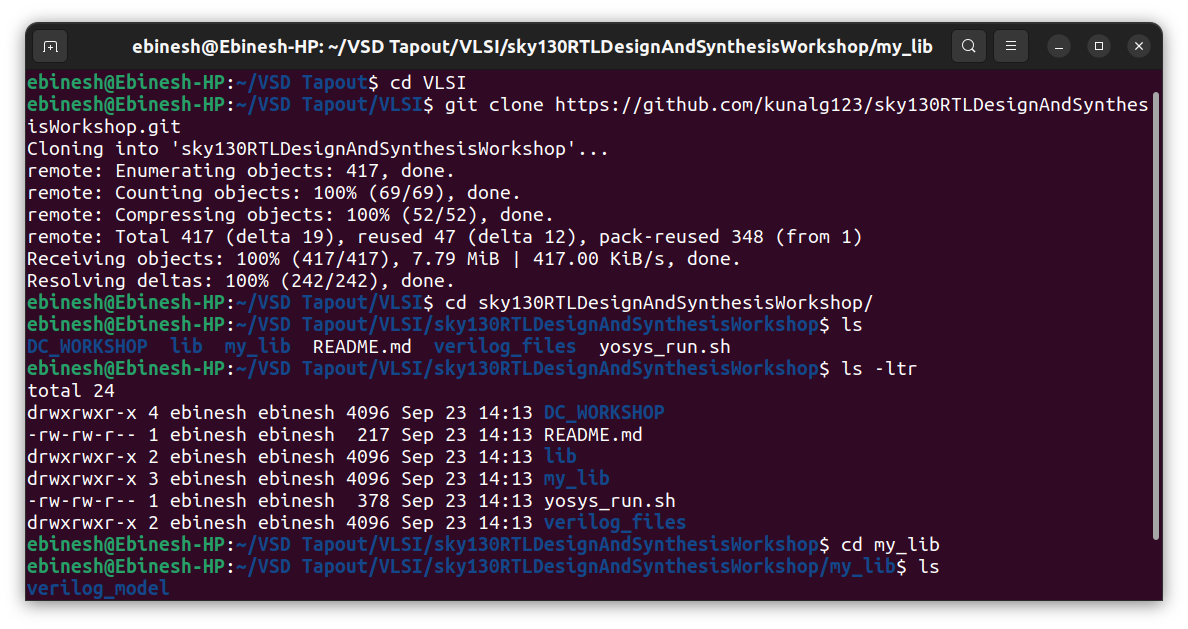 ebinesh@Ebinesh-HP: ~/VSD Tapout/VLSI/sky130RTLDesignAndSynthesisWorkshop/my_lib
ebinesh@Ebinesh-HP:~/VSD Tapout$ cd VLSI
ebinesh@Ebinesh-HP:~/VSD Tapout/VLSI$ git clone https://github.com/kunalg123/sky130RTLDesignAndSynthes
isWorkshop.git
Cloning into 'sky130RTLDesignAndSynthesisWorkshop'...
remote: Enumerating objects: 417, done.
remote: Counting objects: 100% (69/69), done.
remote: Compressing objects: 100% (52/52), done.
remote: Total 417 (delta 19), reused 47 (delta 12), pack-reused 348 (from 1)
Receiving objects: 100% (417/417), 7.79 MiB | 417.00 KiB/s, done.
Resolving deltas: 100% (242/242), done.
ebinesh@Ebinesh-HP:~/VSD Tapout/VLSI$ cd sky130RTLDesignAndSynthesisWorkshop/
ebinesh@Ebinesh-HP:~/VSD Tapout/VLSI/sky130RTLDesignAndSynthesisWorkshop$ ls
DC_WORKSHOP  lib  my_lib  README.md  verilog_files  yosys_run.sh
ebinesh@Ebinesh-HP:~/VSD Tapout/VLSI/sky130RTLDesignAndSynthesisWorkshop$ ls -ltr
total 24
drwxrwxr-x 4 ebinesh ebinesh 4096 Sep 23 14:13 DC_WORKSHOP
-rw-rw-r-- 1 ebinesh ebinesh  217 Sep 23 14:13 README.md
drwxrwxr-x 2 ebinesh ebinesh 4096 Sep 23 14:13 lib
drwxrwxr-x 3 ebinesh ebinesh 4096 Sep 23 14:13 my_lib
-rw-rw-r-- 1 ebinesh ebinesh  378 Sep 23 14:13 yosys_run.sh
drwxrwxr-x 2 ebinesh ebinesh 4096 Sep 23 14:13 verilog_files
ebinesh@Ebinesh-HP:~/VSD Tapout/VLSI/sky130RTLDesignAndSynthesisWorkshop$ cd my_lib
ebinesh@Ebinesh-HP:~/VSD Tapout/VLSI/sky130RTLDesignAndSynthesisWorkshop/my_lib$ ls
verilog_model